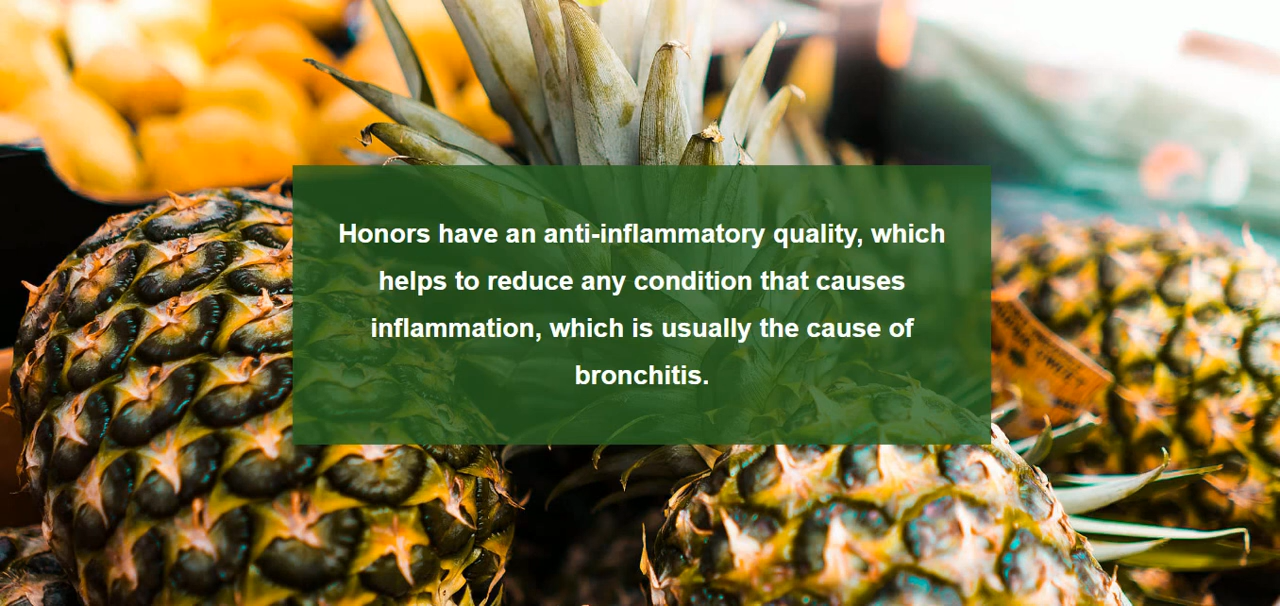 Honors have an anti-inflammatory quality, which
helps to reduce any condition that causes
inflammation, which is usually the cause of
bronchitis.